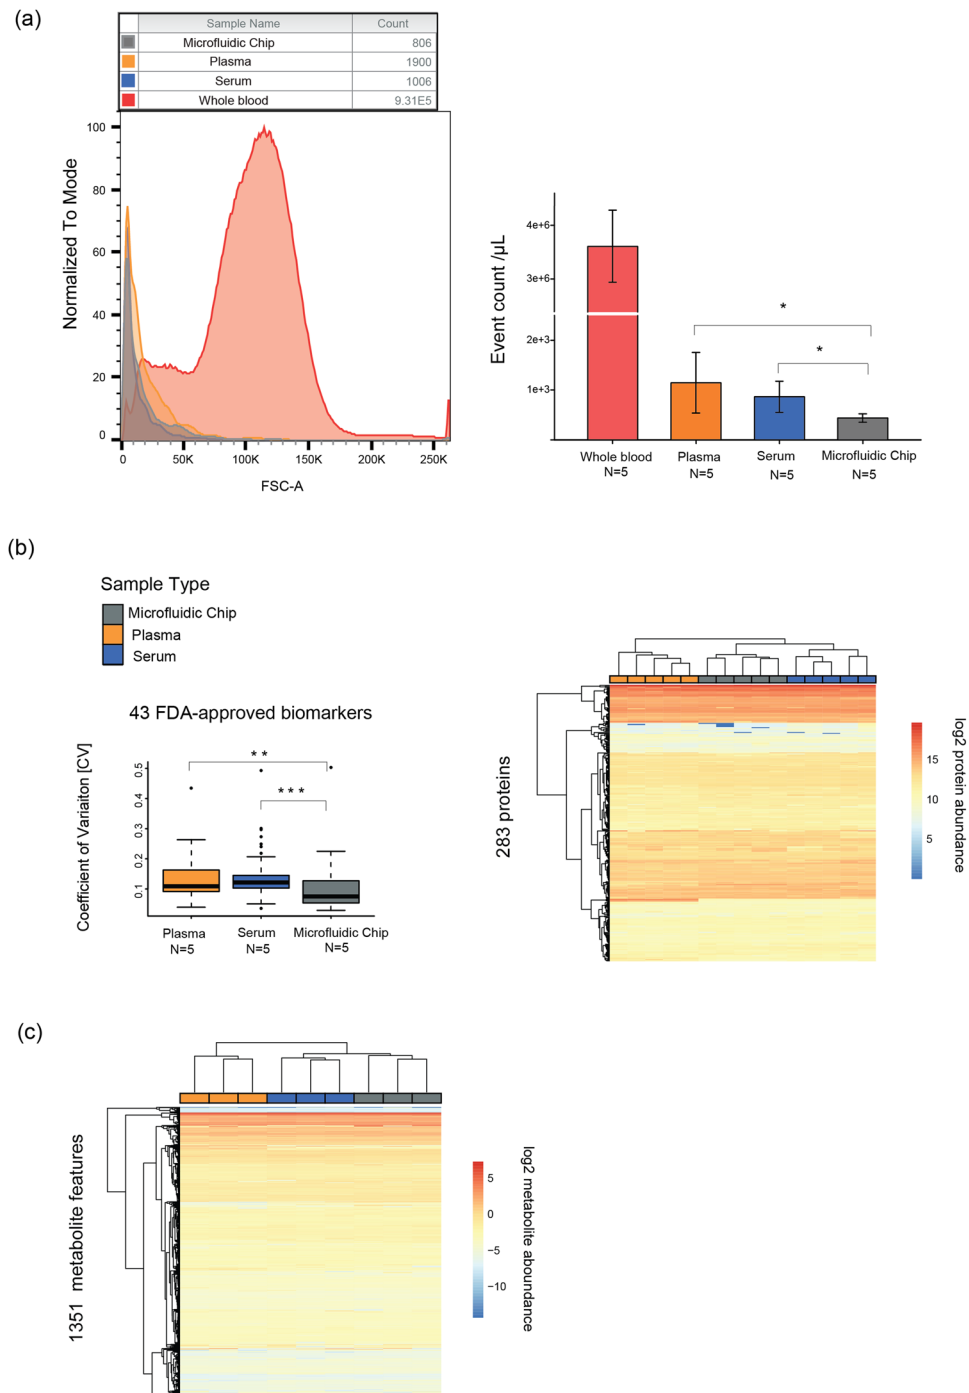 (a)
Sample Name Count
Microfluidic Chip 806
Plasma 1900
Serum 1006
Whole blood 9.31E5
Normalized To Mode
100
80
60
40
20
0
0 50K 100K 150K 200K 250K
FSC-A
Event count /µL
4e+6
3e+6
2e+3
1e+3
*
*
Whole blood Plasma Serum Microfluidic Chip
N=5 N=5 N=5 N=5
(b)
Sample Type
Microfluidic Chip
Plasma
Serum
43 FDA-approved biomarkers
Coefficient of Variaiton [CV]
0.5
0.4
0.3
0.2
0.1
* *
* * *
Plasma Serum Microfluidic Chip
N=5 N=5 N=5
283 proteins
log2 protein abundance
15
10
5
(c)
1351 metabolite features
log2 metabolite aboundance
5
0
−5
−10